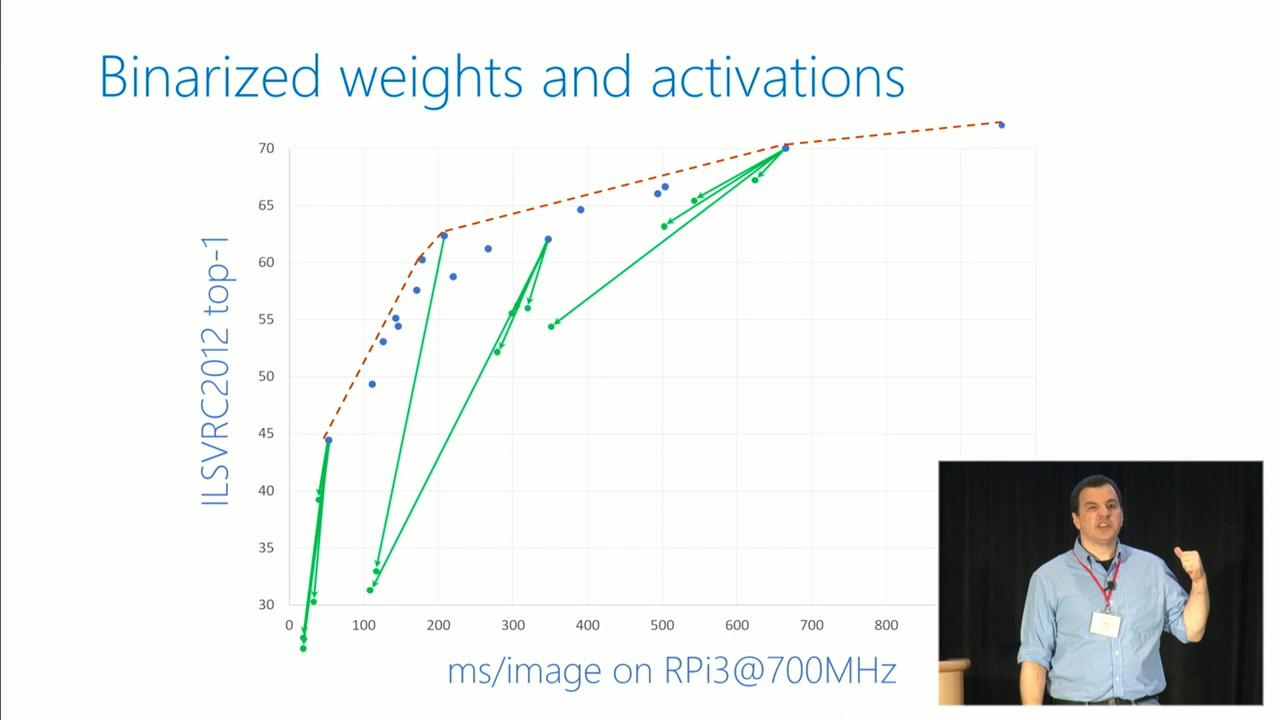 Binarized weights and activations
70
65
60
55
50
45
40
35
30
ILSVRC2012 top-1
0 100 200 300 400 500 600 700 800
ms/image on RPi3@700MHz